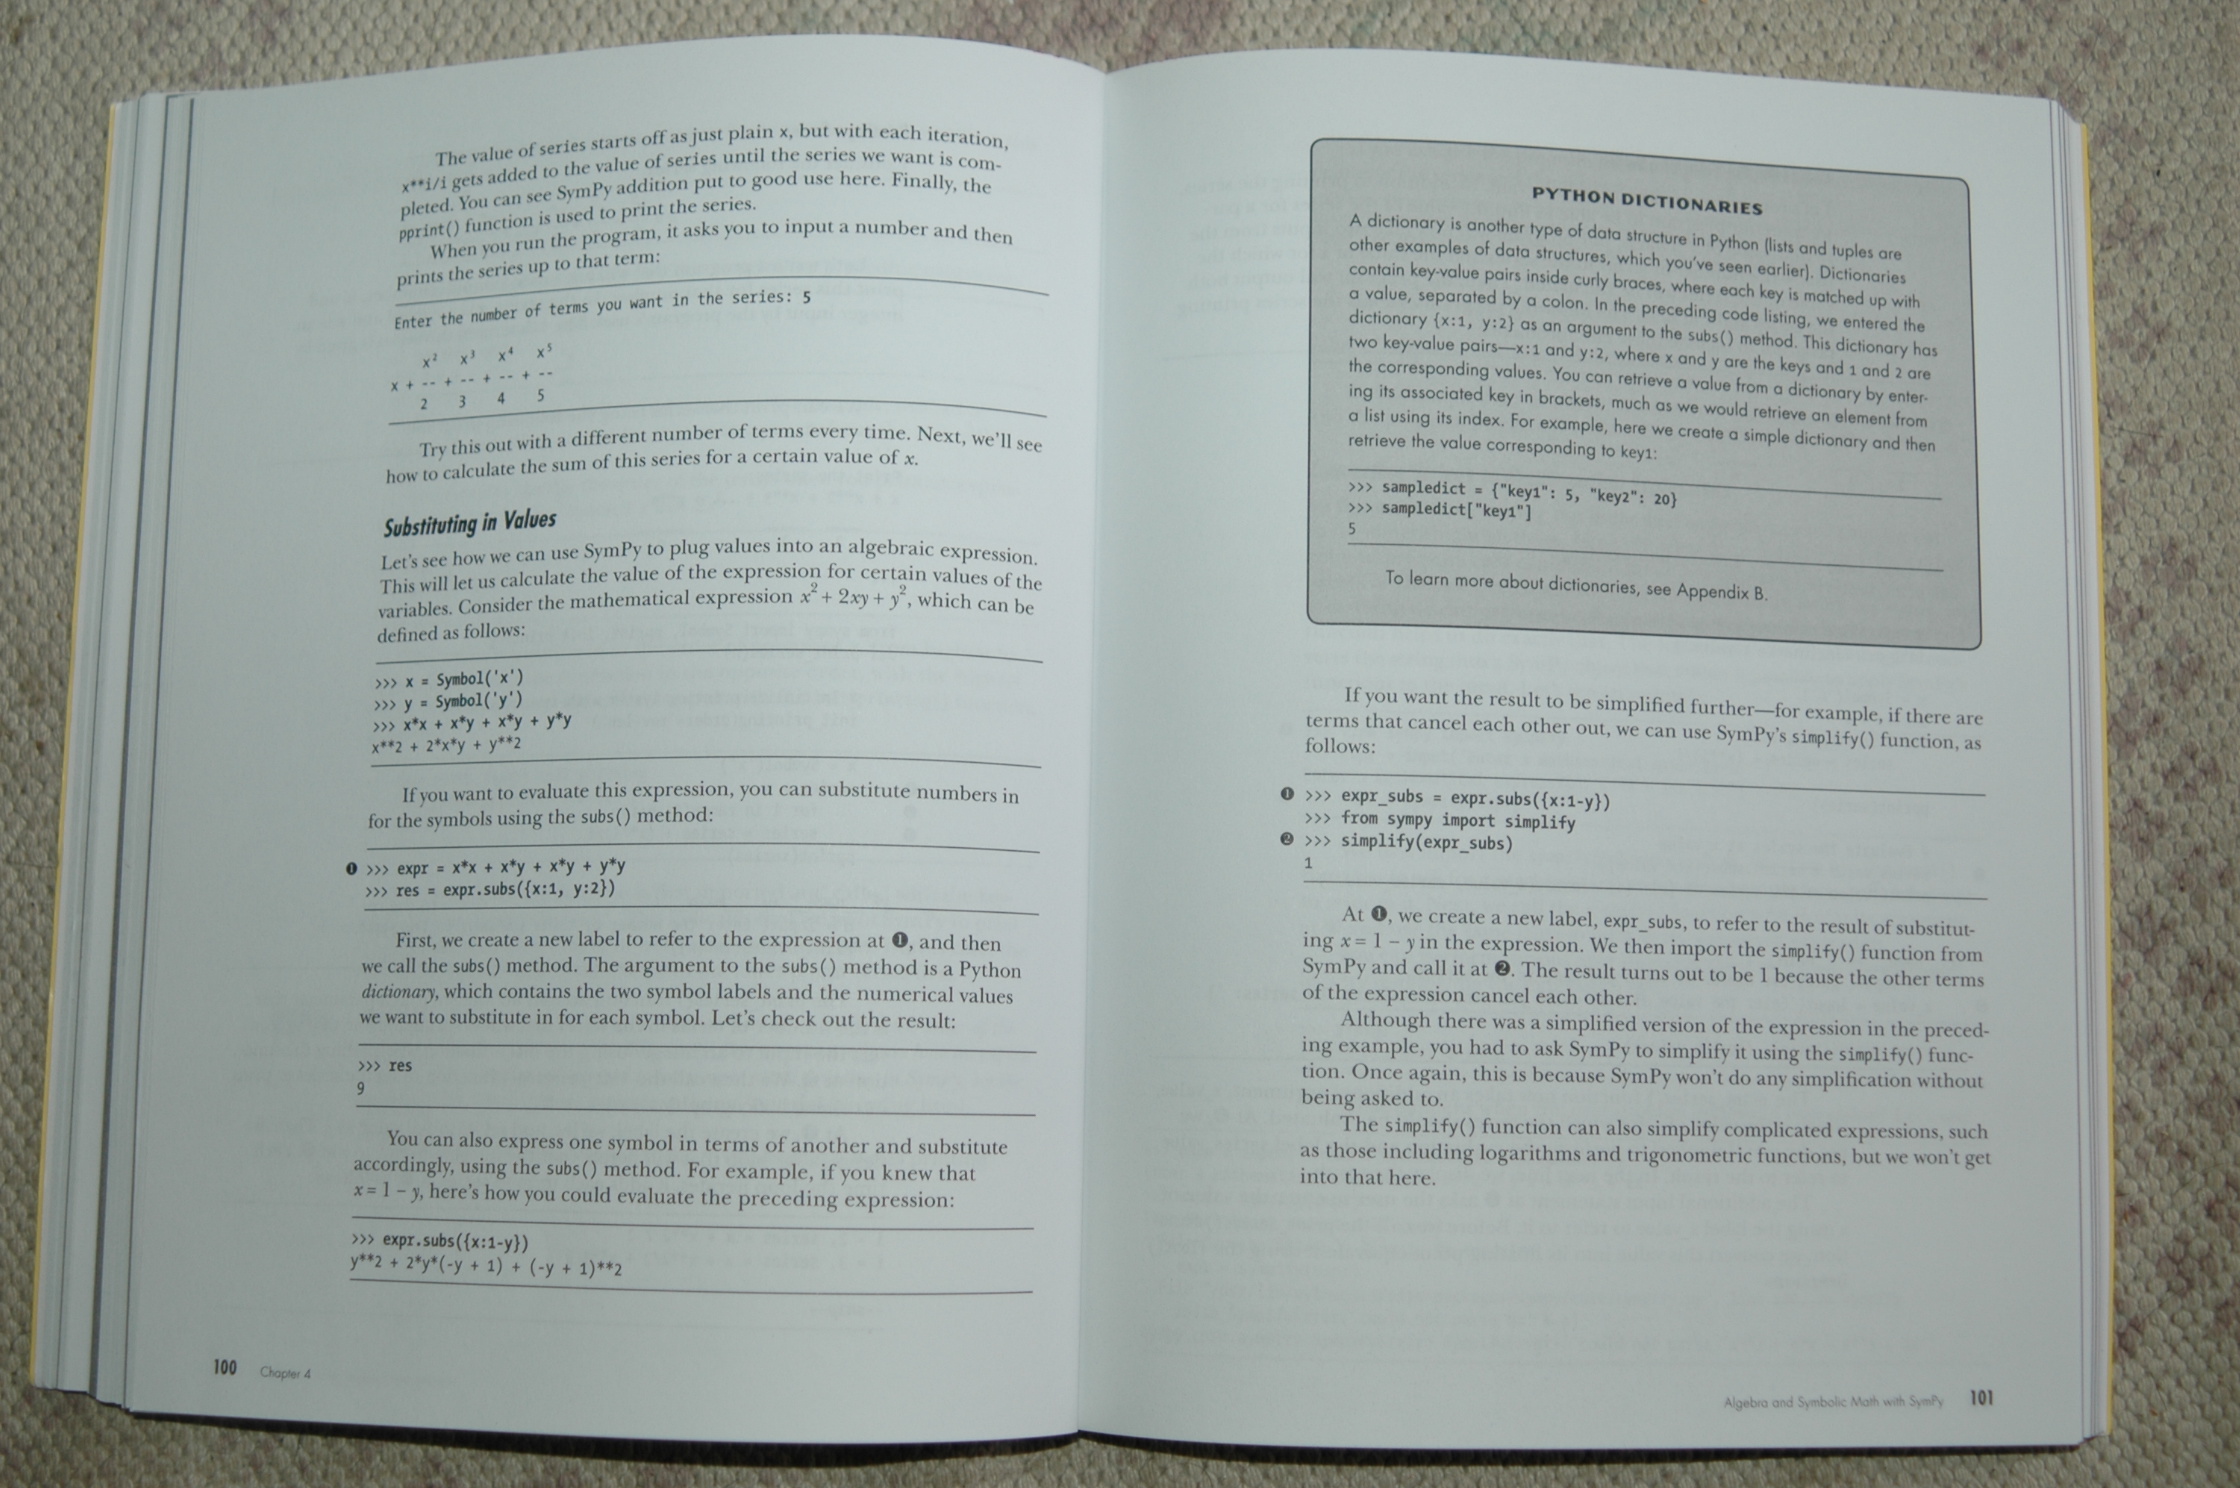 The value of series starts off as just plain x, but with each iteration,
x**i/i gets added to the value of series until the series we want is com-
pleted. You can see SymPy addition put to good use here. Finally, the
pprint() function is used to print the series.
When you run the program, it asks you to input a number and then
prints the series up to that term:
Enter the number of terms you want in the series: 5
x² x³ x⁴ x⁵
x + -- + -- + -- + --
2 3 4 5
Try this out with a different number of terms every time. Next, we'll see
how to calculate the sum of this series for a certain value of x.
Substituting in Values
Let's see how we can use SymPy to plug values into an algebraic expression.
This will let us calculate the value of the expression for certain values of the
variables. Consider the mathematical expression x² + 2xy + y², which can be
defined as follows:
>>> x = Symbol('x')
>>> y = Symbol('y')
>>> x*x + x*y + x*y + y*y
x**2 + 2*x*y + y**2
If you want to evaluate this expression, you can substitute numbers in
for the symbols using the subs() method:
❶ >>> expr = x*x + x*y + x*y + y*y
>>> res = expr.subs({x:1, y:2})
First, we create a new label to refer to the expression at ❶, and then
we call the subs() method. The argument to the subs() method is a Python
dictionary, which contains the two symbol labels and the numerical values
we want to substitute in for each symbol. Let's check out the result:
>>> res
9
You can also express one symbol in terms of another and substitute
accordingly, using the subs() method. For example, if you knew that
x = 1 – y, here's how you could evaluate the preceding expression:
>>> expr.subs({x:1-y})
y**2 + 2*y*(-y + 1) + (-y + 1)**2
100 Chapter 4
PYTHON DICTIONARIES
A dictionary is another type of data structure in Python (lists and tuples are
other examples of data structures, which you've seen earlier). Dictionaries
contain key-value pairs inside curly braces, where each key is matched up with
a value, separated by a colon. In the preceding code listing, we entered the
dictionary {x:1, y:2} as an argument to the subs() method. This dictionary has
two key-value pairs—x:1 and y:2, where x and y are the keys and 1 and 2 are
the corresponding values. You can retrieve a value from a dictionary by enter-
ing its associated key in brackets, much as we would retrieve an element from
a list using its index. For example, here we create a simple dictionary and then
retrieve the value corresponding to key1:
>>> sampledict = {"key1": 5, "key2": 20}
>>> sampledict["key1"]
5
To learn more about dictionaries, see Appendix B.
If you want the result to be simplified further—for example, if there are
terms that cancel each other out, we can use SymPy's simplify() function, as
follows:
❶ >>> expr_subs = expr.subs({x:1-y})
>>> from sympy import simplify
❷ >>> simplify(expr_subs)
1
At ❶, we create a new label, expr_subs, to refer to the result of substitut-
ing x = 1 – y in the expression. We then import the simplify() function from
SymPy and call it at ❷. The result turns out to be 1 because the other terms
of the expression cancel each other.
Although there was a simplified version of the expression in the preced-
ing example, you had to ask SymPy to simplify it using the simplify() func-
tion. Once again, this is because SymPy won't do any simplification without
being asked to.
The simplify() function can also simplify complicated expressions, such
as those including logarithms and trigonometric functions, but we won't get
into that here.
Algebra and Symbolic Math with SymPy 101